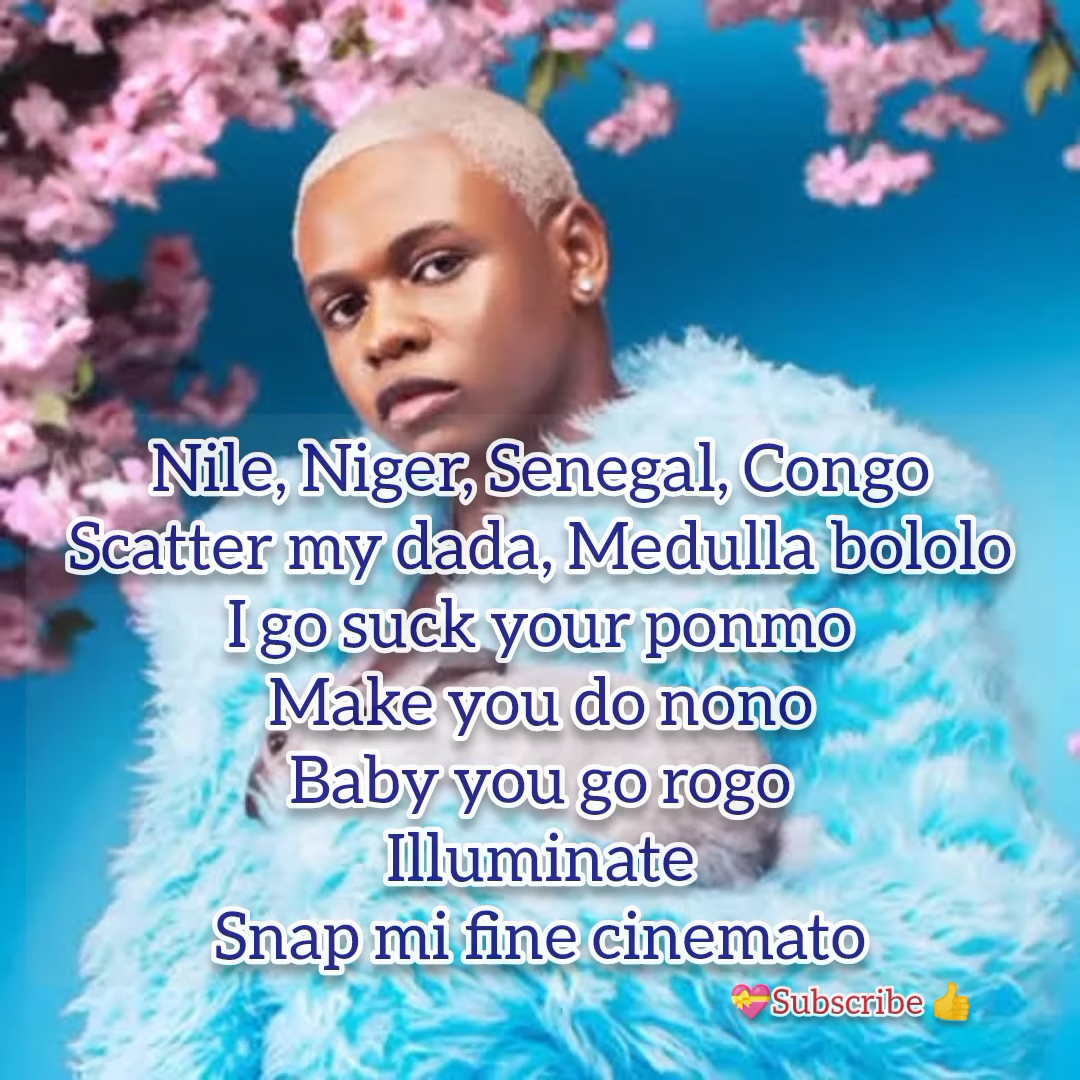 Nile, Niger, Senegal, Congo
Scatter my dada, Medulla bololo
I go suck your ponmo
Make you do nono
Baby you go rogo
Illuminate
Snap mi fine cinemato
💝Subscribe 👍